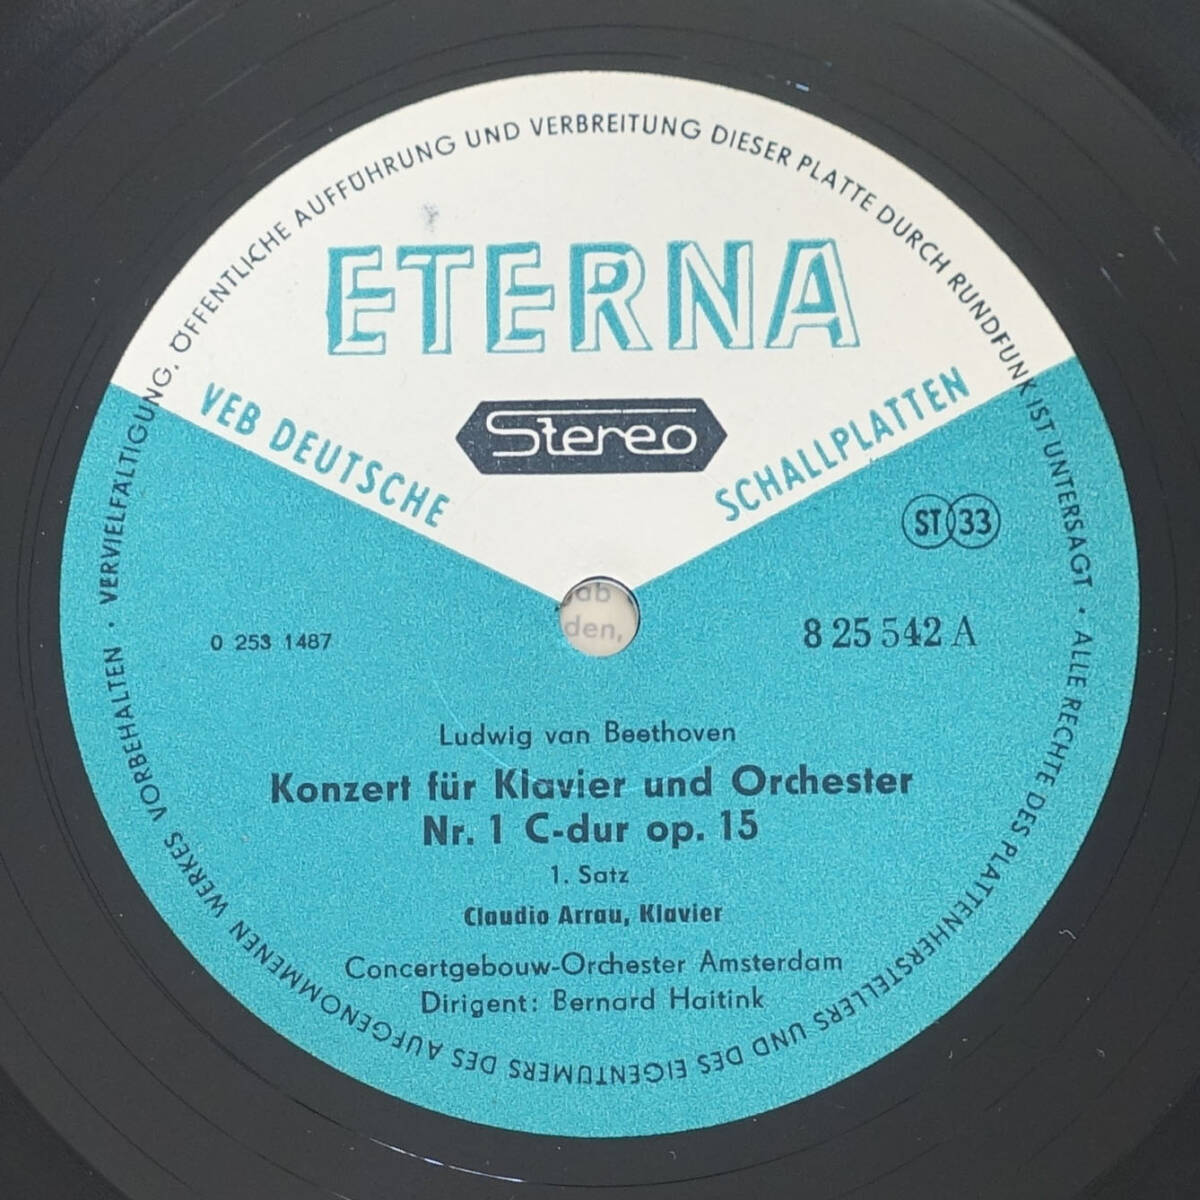 ALLE RECHTE DES PLATTENHERSTELLERS UND DES EIGENTÜMERS DES AUFGENOMMENEN WERKES VORBEHALTEN · VERVIELFÄLTIGUNG, ÖFFENTLICHE AUFFÜHRUNG UND VERBREITUNG DIESER PLATTE DURCH RUNDFUNK IST UNTERSAGT ·
ETERNA
VEB DEUTSCHE SCHALLPLATTEN
Stereo
ST 33
0 253 1487
8 25 542 A
den,
Ludwig van Beethoven
Konzert für Klavier und Orchester
Nr. 1 C-dur op. 15
1. Satz
Claudio Arrau, Klavier
Concertgebouw-Orchester Amsterdam
Dirigent: Bernard Haitink